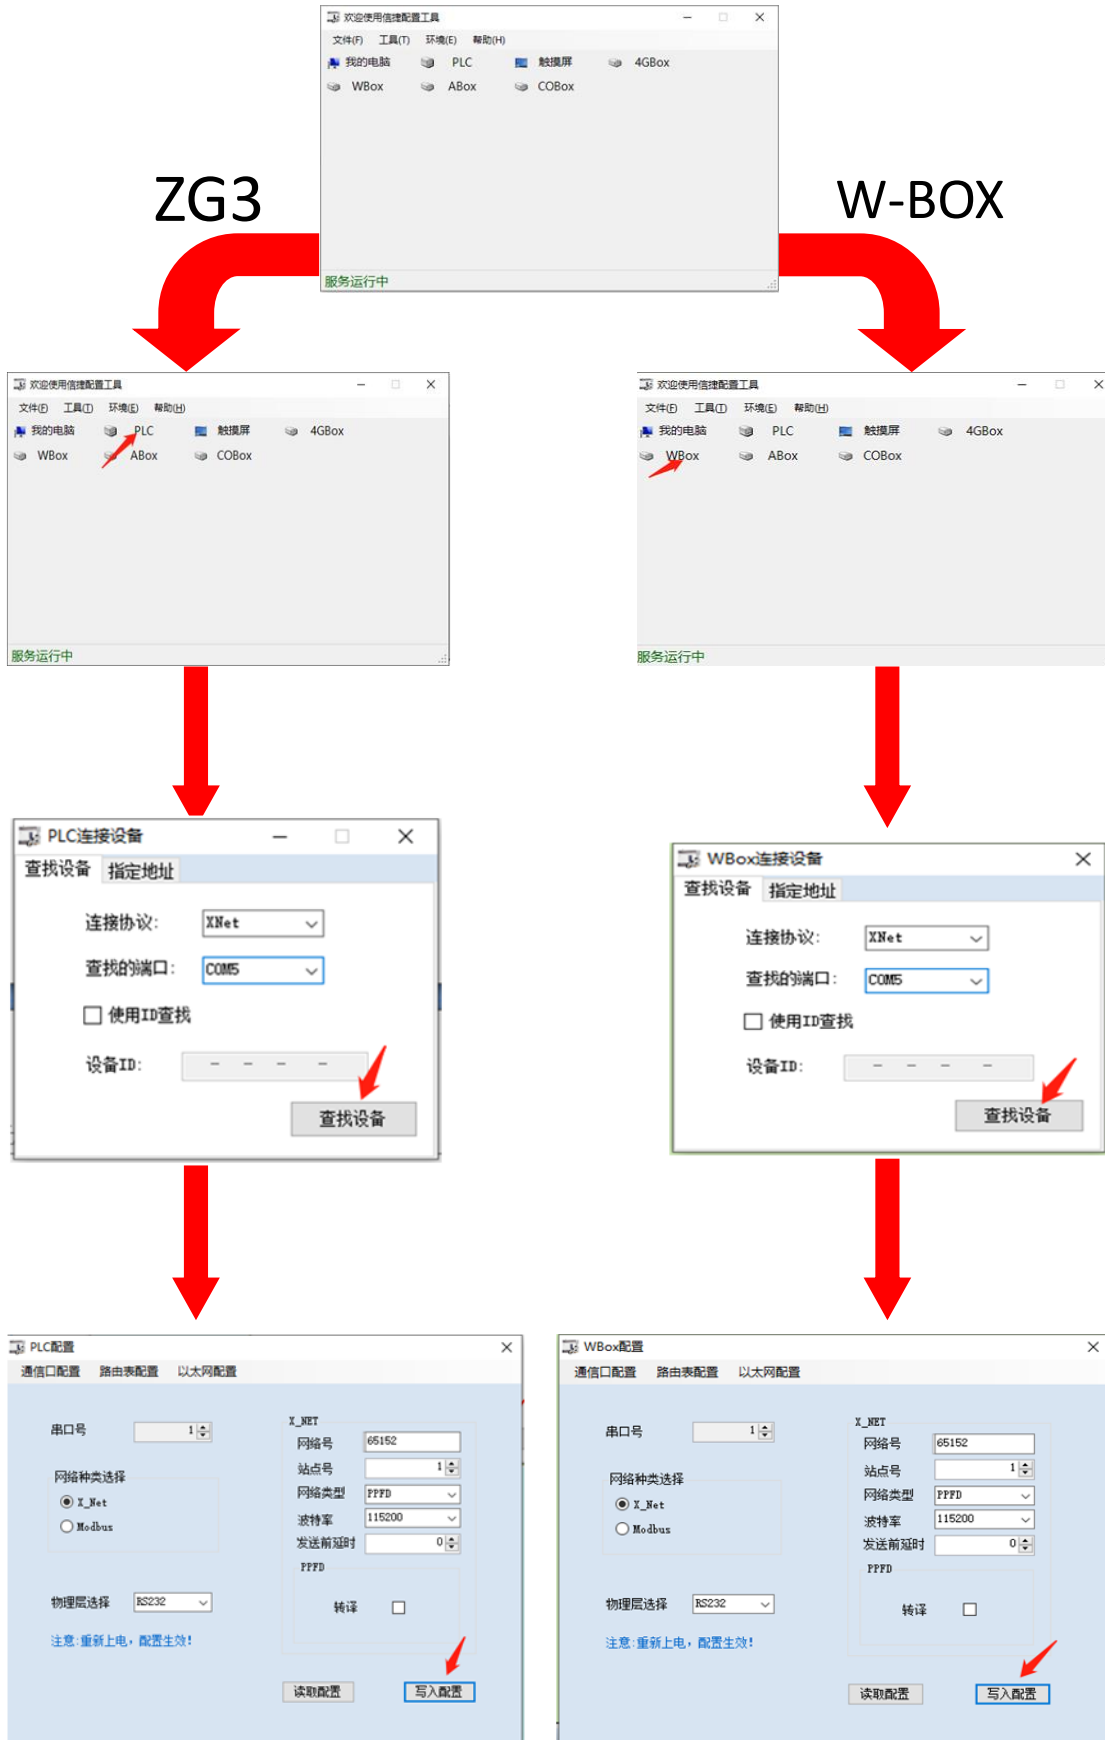 欢迎使用信捷配置工具
文件(F) 工具(T) 环境(E) 帮助(H)
我的电脑 PLC 触摸屏 4GBox
WBox ABox COBox
服务运行中
ZG3
W-BOX
欢迎使用信捷配置工具
文件(F) 工具(T) 环境(E) 帮助(H)
我的电脑 PLC 触摸屏 4GBox
WBox ABox COBox
服务运行中
欢迎使用信捷配置工具
文件(F) 工具(T) 环境(E) 帮助(H)
我的电脑 PLC 触摸屏 4GBox
WBox ABox COBox
服务运行中
PLC连接设备
查找设备 指定地址
连接协议: XNet
查找的端口: COM5
使用ID查找
设备ID: - - - -
查找设备
WBox连接设备
查找设备 指定地址
连接协议: XNet
查找的端口: COM5
使用ID查找
设备ID: - - - -
查找设备
PLC配置
通信口配置 路由表配置 以太网配置
串口号 1
网络种类选择
X_Net
Modbus
物理层选择 RS232
注意:重新上电,配置生效!
X_NET
网络号 65152
站点号 1
网络类型 PPFD
波特率 115200
发送前延时 0
PPFD
转译
读取配置 写入配置
WBox配置
通信口配置 路由表配置 以太网配置
串口号 1
网络种类选择
X_Net
Modbus
物理层选择 RS232
注意:重新上电,配置生效!
X_NET
网络号 65152
站点号 1
网络类型 PPFD
波特率 115200
发送前延时 0
PPFD
转译
读取配置 写入配置